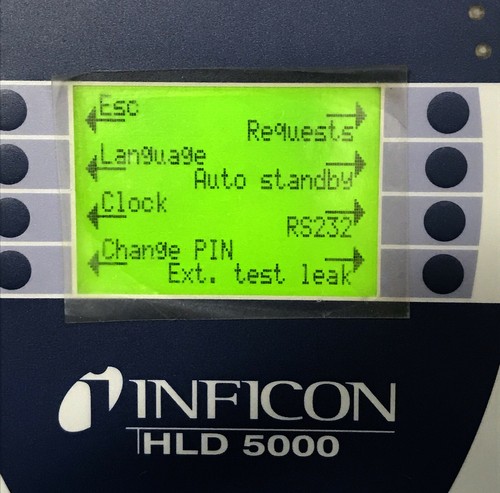 Esc
Requests
Language
Auto standby
Clock
RS232
Change PIN
Ext. test leak
INFICON
HLD 5000